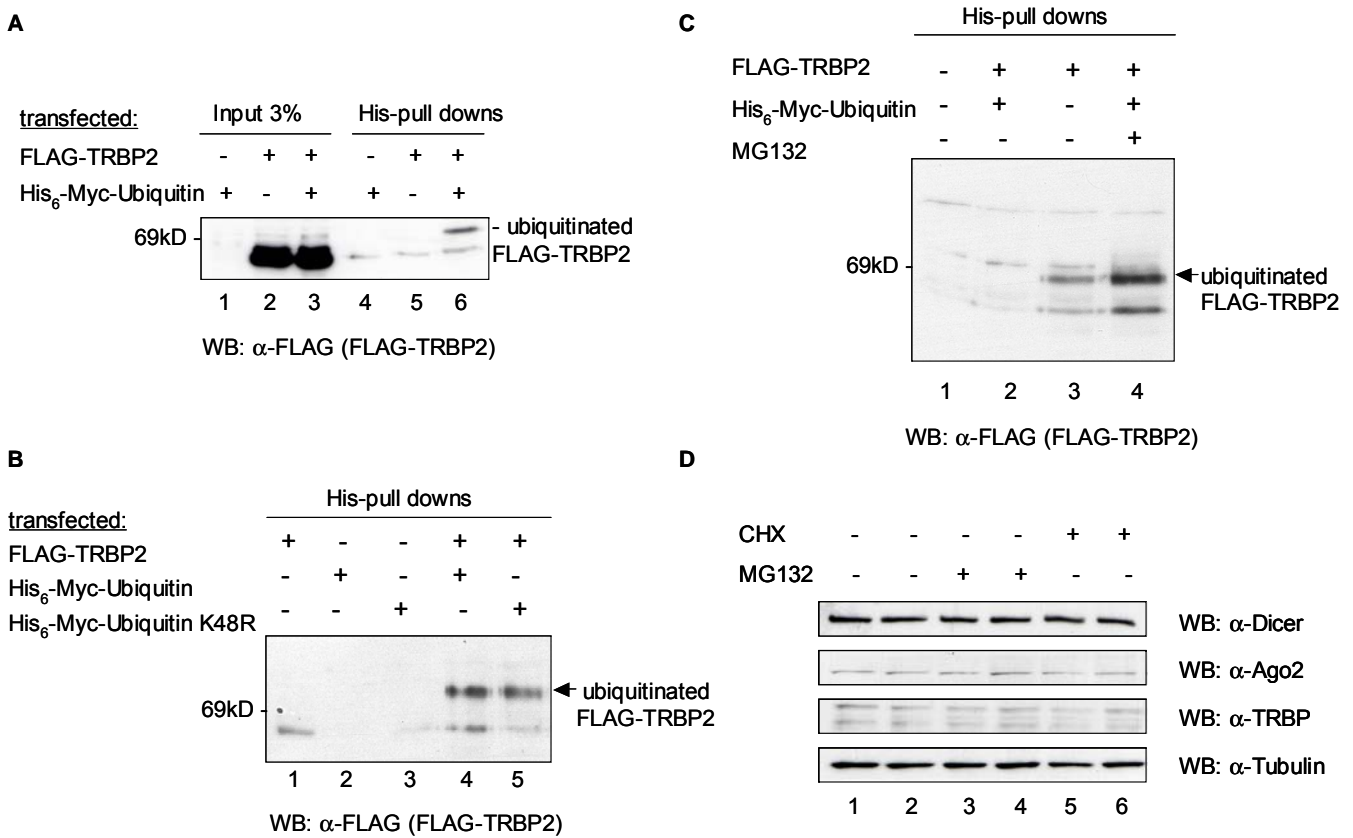 A
transfected:
Input 3%
His-pull downs
FLAG-TRBP2
- + + - + +
His6-Myc-Ubiquitin
+ - + + - +
69kD
- ubiquitinated
FLAG-TRBP2
1 2 3 4 5 6
WB: α-FLAG (FLAG-TRBP2)
B
His-pull downs
transfected:
FLAG-TRBP2
+ - - + +
His6-Myc-Ubiquitin
- + - + -
His6-Myc-Ubiquitin K48R
- - + - +
69kD
ubiquitinated
FLAG-TRBP2
1 2 3 4 5
WB: α-FLAG (FLAG-TRBP2)
C
His-pull downs
FLAG-TRBP2
- + + +
His6-Myc-Ubiquitin
- + - +
MG132
- - - +
69kD
ubiquitinated
FLAG-TRBP2
1 2 3 4
WB: α-FLAG (FLAG-TRBP2)
D
CHX
- - - - + +
MG132
- - + + - -
WB: α-Dicer
WB: α-Ago2
WB: α-TRBP
WB: α-Tubulin
1 2 3 4 5 6